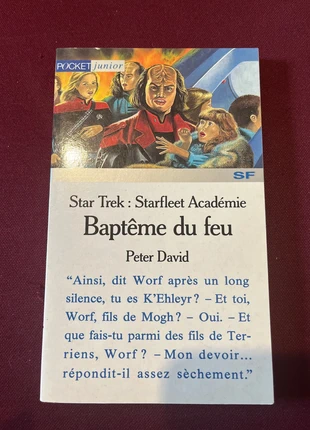 POCKET junior
SF
Star Trek : Starfleet Académie
Baptême du feu
Peter David
“Ainsi, dit Worf après un long
silence, tu es K'Ehleyr ? – Et toi,
Worf, fils de Mogh ? – Oui. – Et
que fais-tu parmi des fils de Ter-
riens, Worf ? – Mon devoir...
répondit-il assez sèchement.”